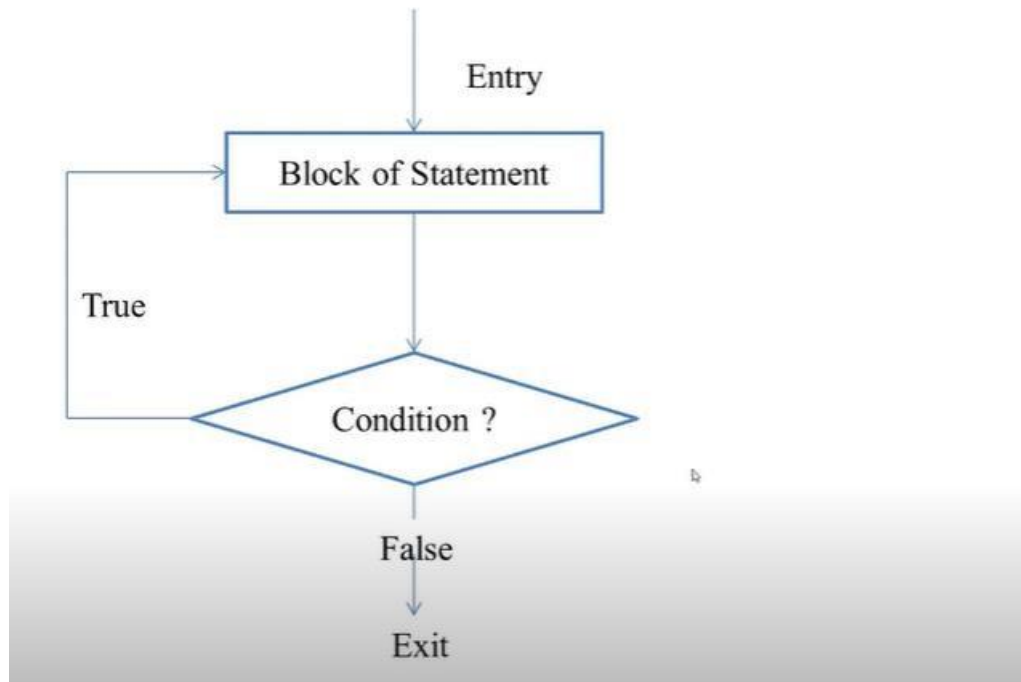 Entry
Block of Statement
True
Condition ?
False
Exit